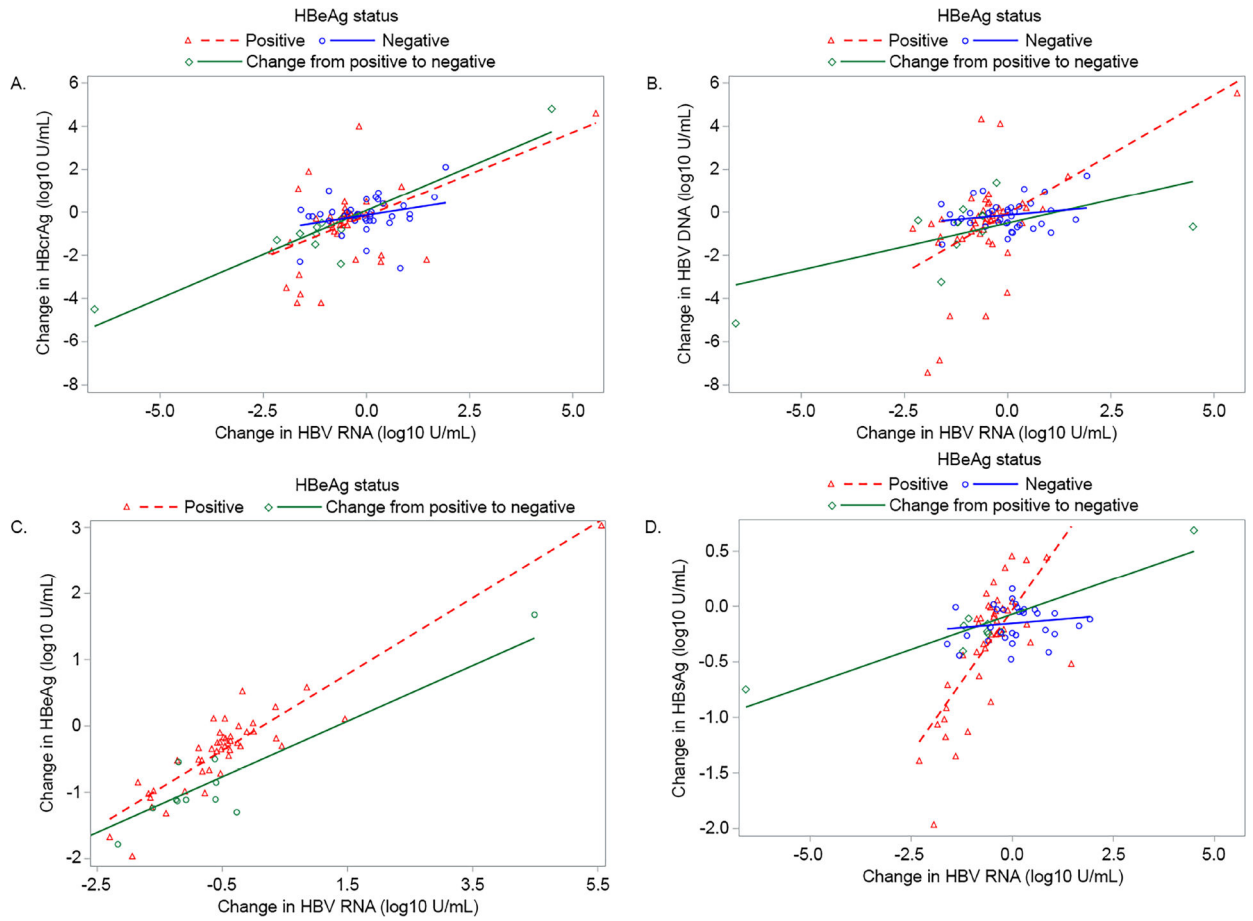 HBeAg status
Positive Negative
Change from positive to negative
A.
Change in HBcrAg (log10 U/mL)
6
4
2
0
-2
-4
-6
-8
-5.0 -2.5 0.0 2.5 5.0
Change in HBV RNA (log10 U/mL)
HBeAg status
Positive Negative
Change from positive to negative
B.
Change in HBV DNA (log10 U/mL)
6
4
2
0
-2
-4
-6
-8
-5.0 -2.5 0.0 2.5 5.0
Change in HBV RNA (log10 U/mL)
HBeAg status
Positive Change from positive to negative
C.
Change in HBeAg (log10 U/mL)
3
2
1
0
-1
-2
-2.5 -0.5 1.5 3.5 5.5
Change in HBV RNA (log10 U/mL)
HBeAg status
Positive Negative
Change from positive to negative
D.
Change in HBsAg (log10 U/mL)
0.5
0.0
-0.5
-1.0
-1.5
-2.0
-5.0 -2.5 0.0 2.5 5.0
Change in HBV RNA (log10 U/mL)